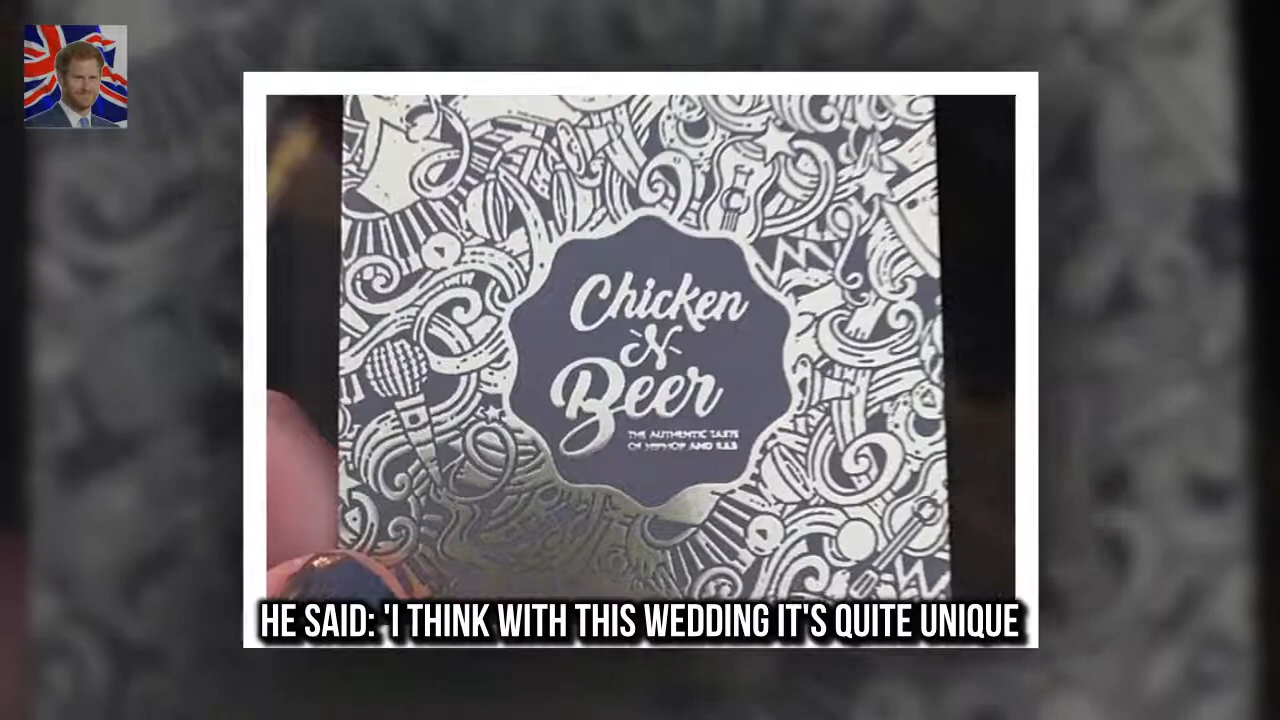 Chicken
N
Beer
THE AUTHENTIC TASTE
OF HIPHOP AND R&B
HE SAID: 'I THINK WITH THIS WEDDING IT'S QUITE UNIQUE